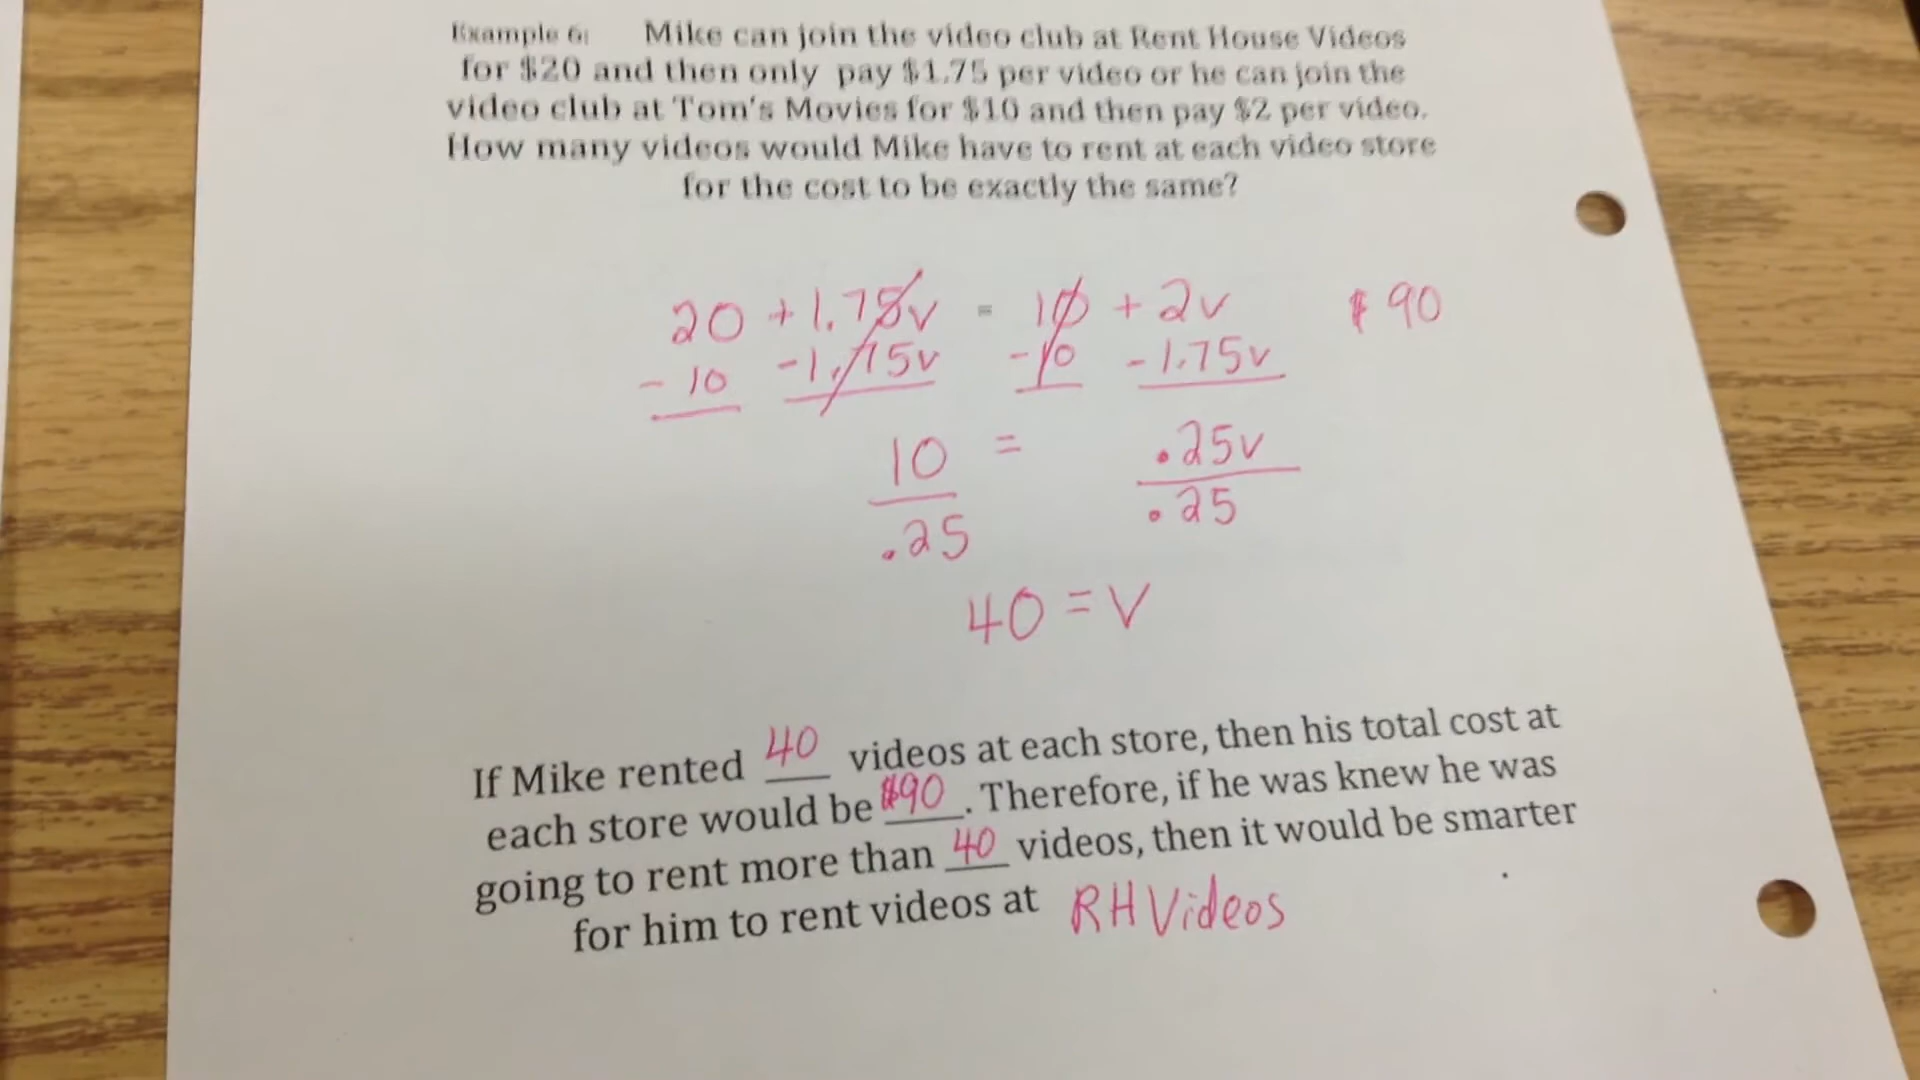 Example 6: Mike can join the video club at Rent House Videos
for $20 and then only pay $1.75 per video or he can join the
video club at Tom's Movies for $10 and then pay $2 per video.
How many videos would Mike have to rent at each video store
for the cost to be exactly the same?
20 + 1.75v = 10 + 2v $90
- 10 -1.75v -10 -1.75v
10 = .25v
.25 .25
40 = V
If Mike rented 40 videos at each store, then his total cost at
each store would be $90. Therefore, if he was knew he was
going to rent more than 40 videos, then it would be smarter
for him to rent videos at RH Videos